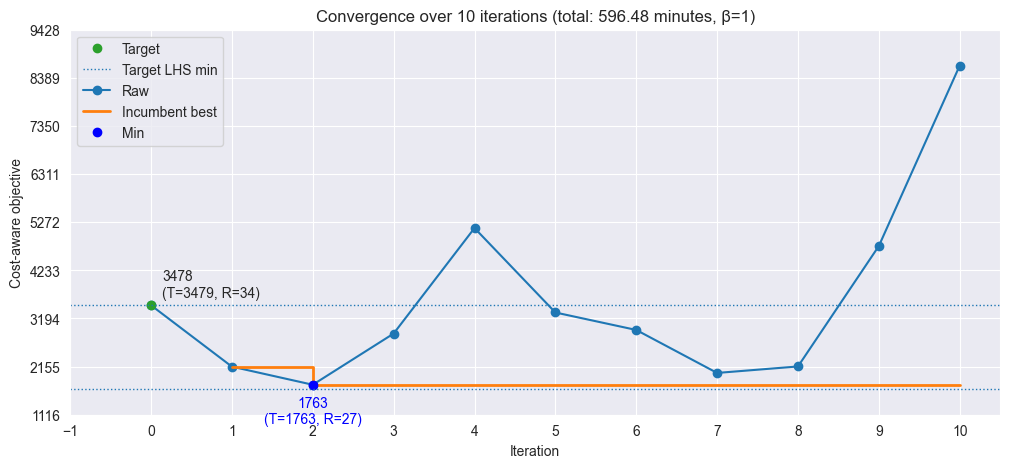 Convergence over 10 iterations (total: 596.48 minutes, β=1)
Target
Target LHS min
Raw
Incumbent best
Min
Cost-aware objective
9428
8389
7350
6311
5272
4233
3194
2155
1116
3478
(T=3479, R=34)
1763
(T=1763, R=27)
−1 0 1 2 3 4 5 6 7 8 9 10
Iteration